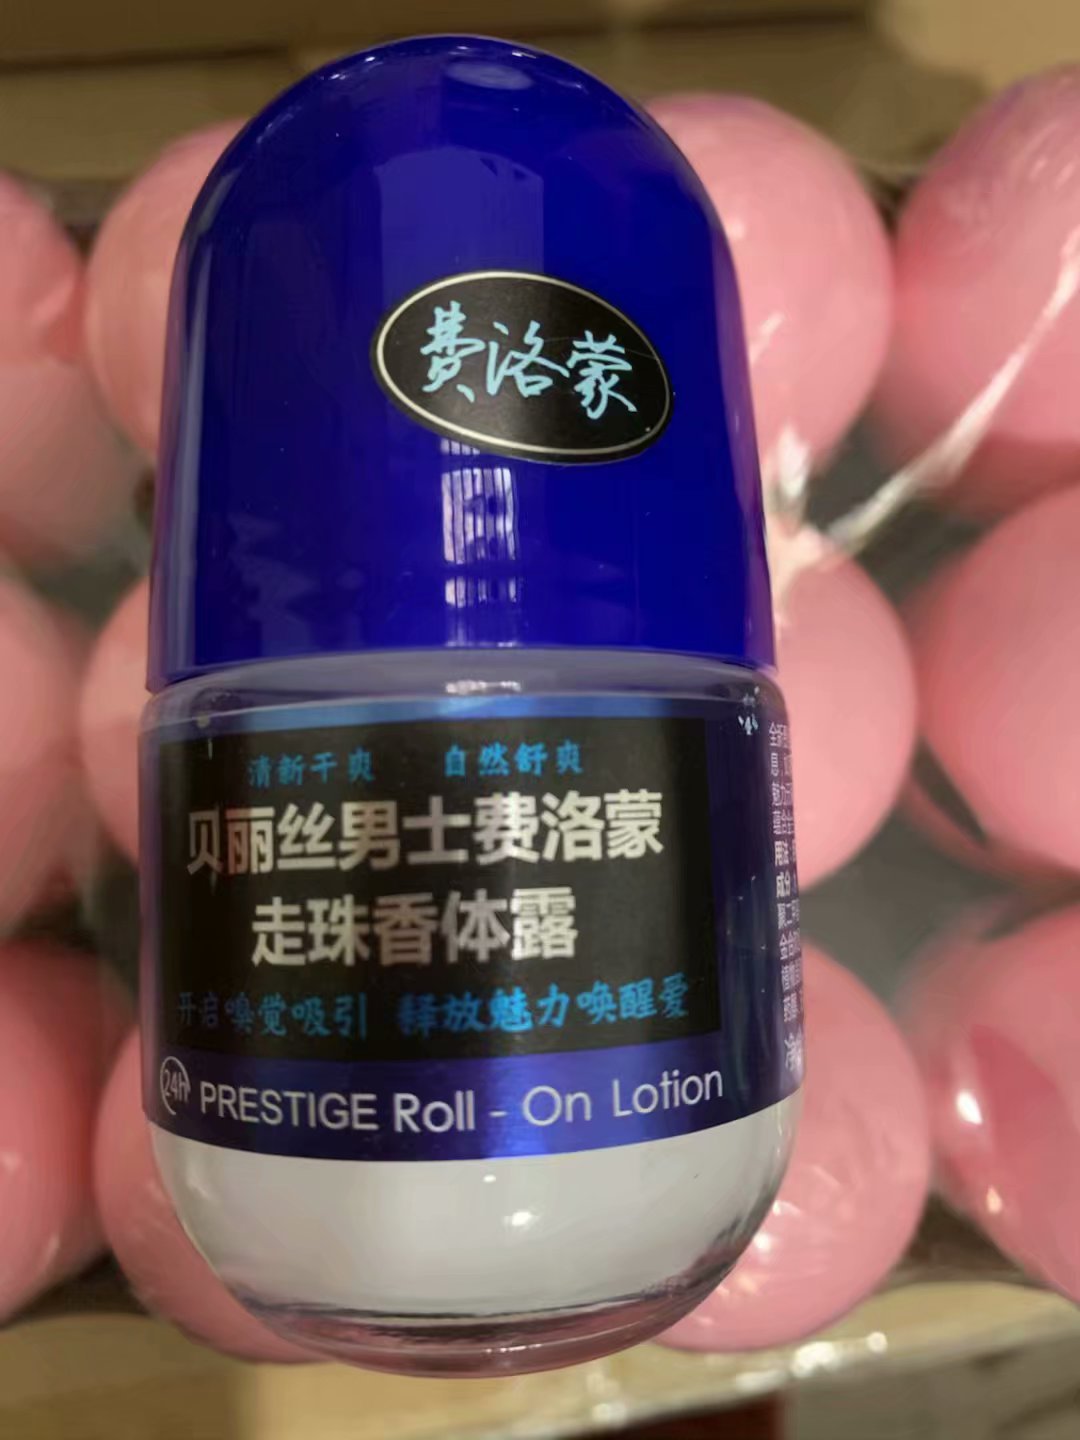 费洛蒙
清新干爽 自然舒爽
贝丽丝男士费洛蒙
走珠香体露
开启嗅觉吸引 释放魅力唤醒爱
24h PRESTIGE Roll - On Lotion
成分